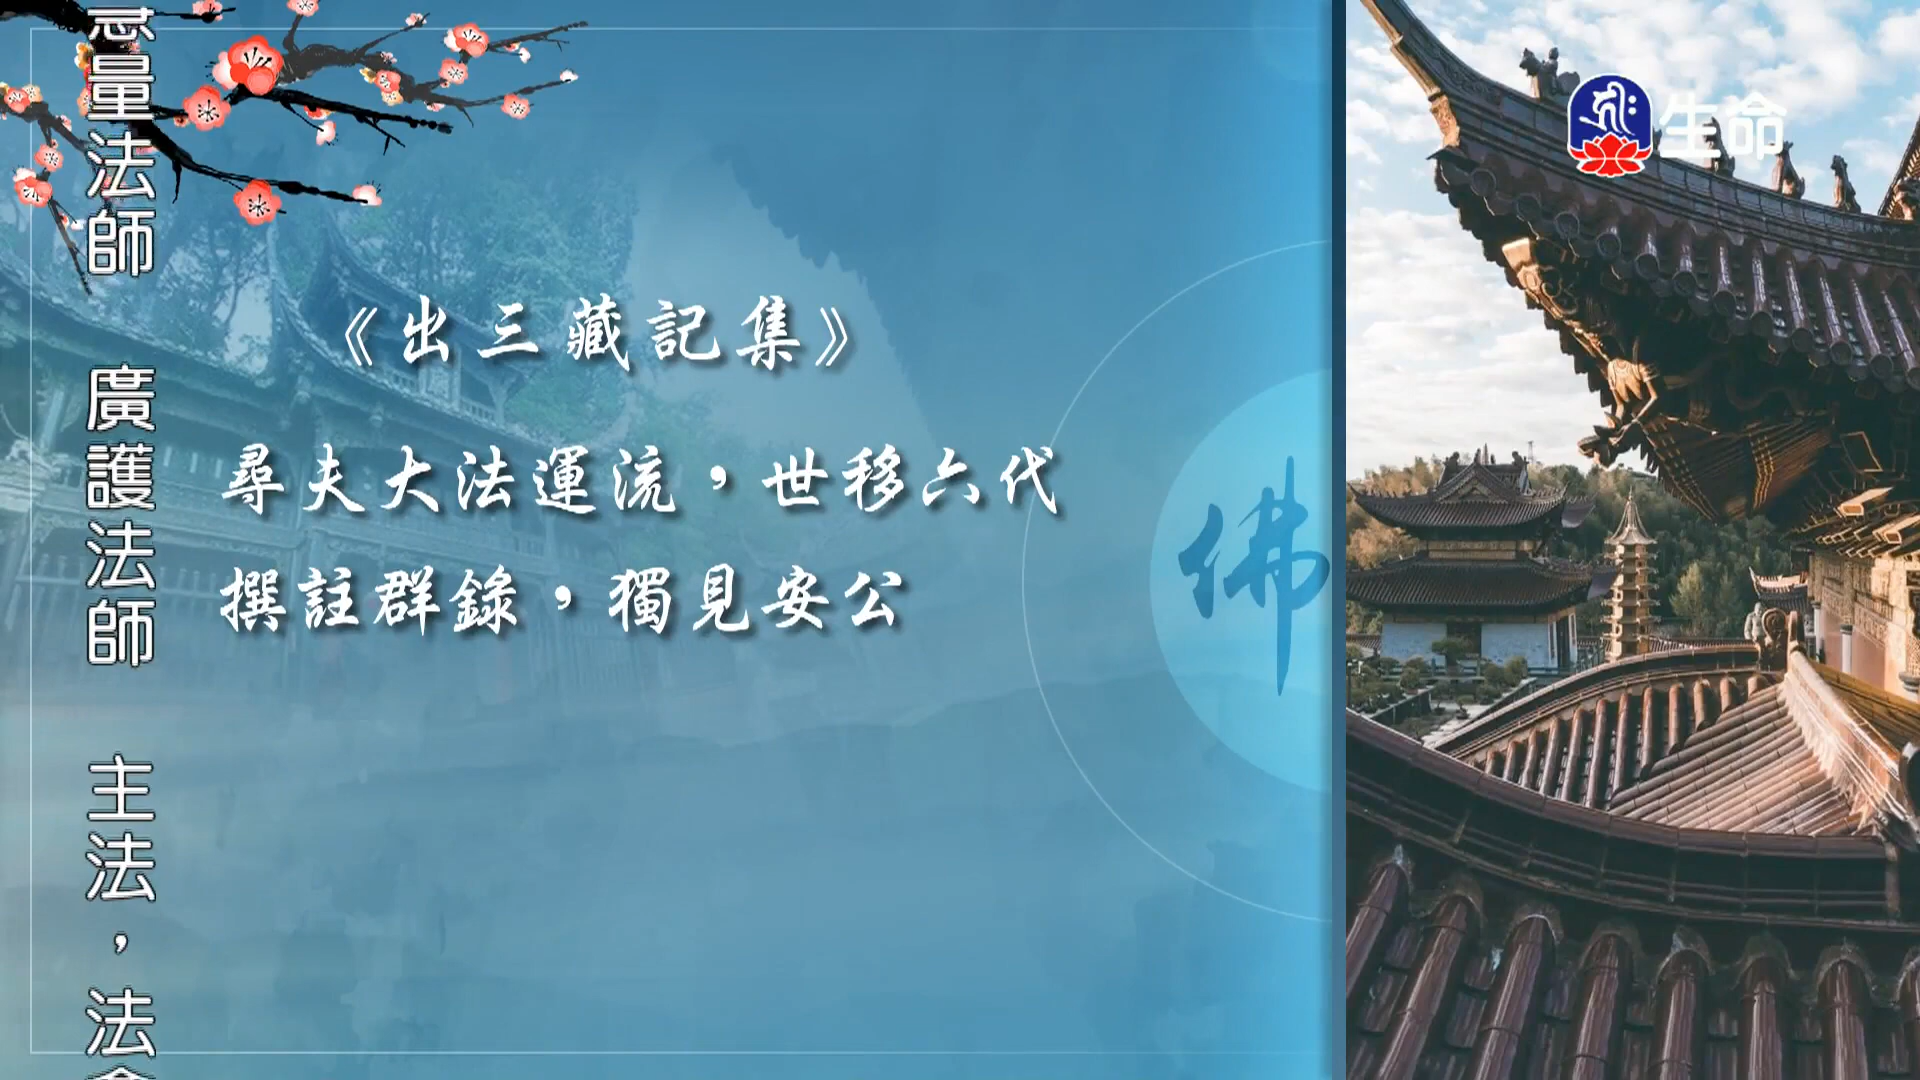 《出三藏記集》
尋夫大法運流，世移六代
撰註群錄，獨見安公
量法師　廣護法師　主法，法
佛
生命